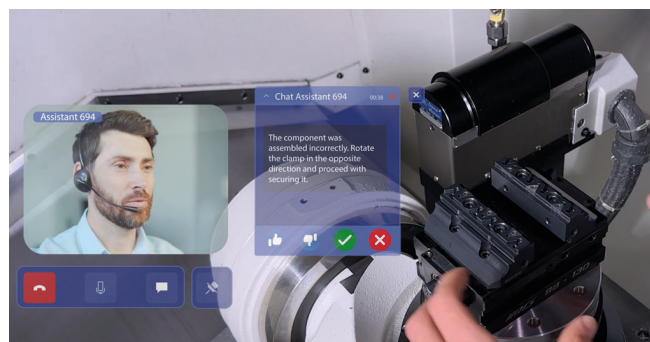 Assistant 694
Chat Assistant 694
00:38
The component was
assembled incorrectly. Rotate
the clamp in the opposite
direction and proceed with
securing it.